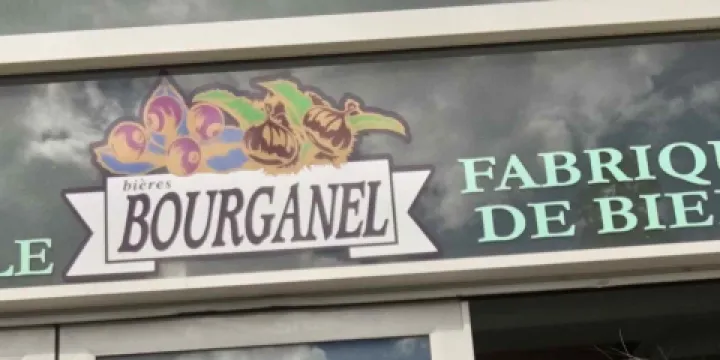 bières
BOURGANEL
FABRIQU
DE BIE
LE